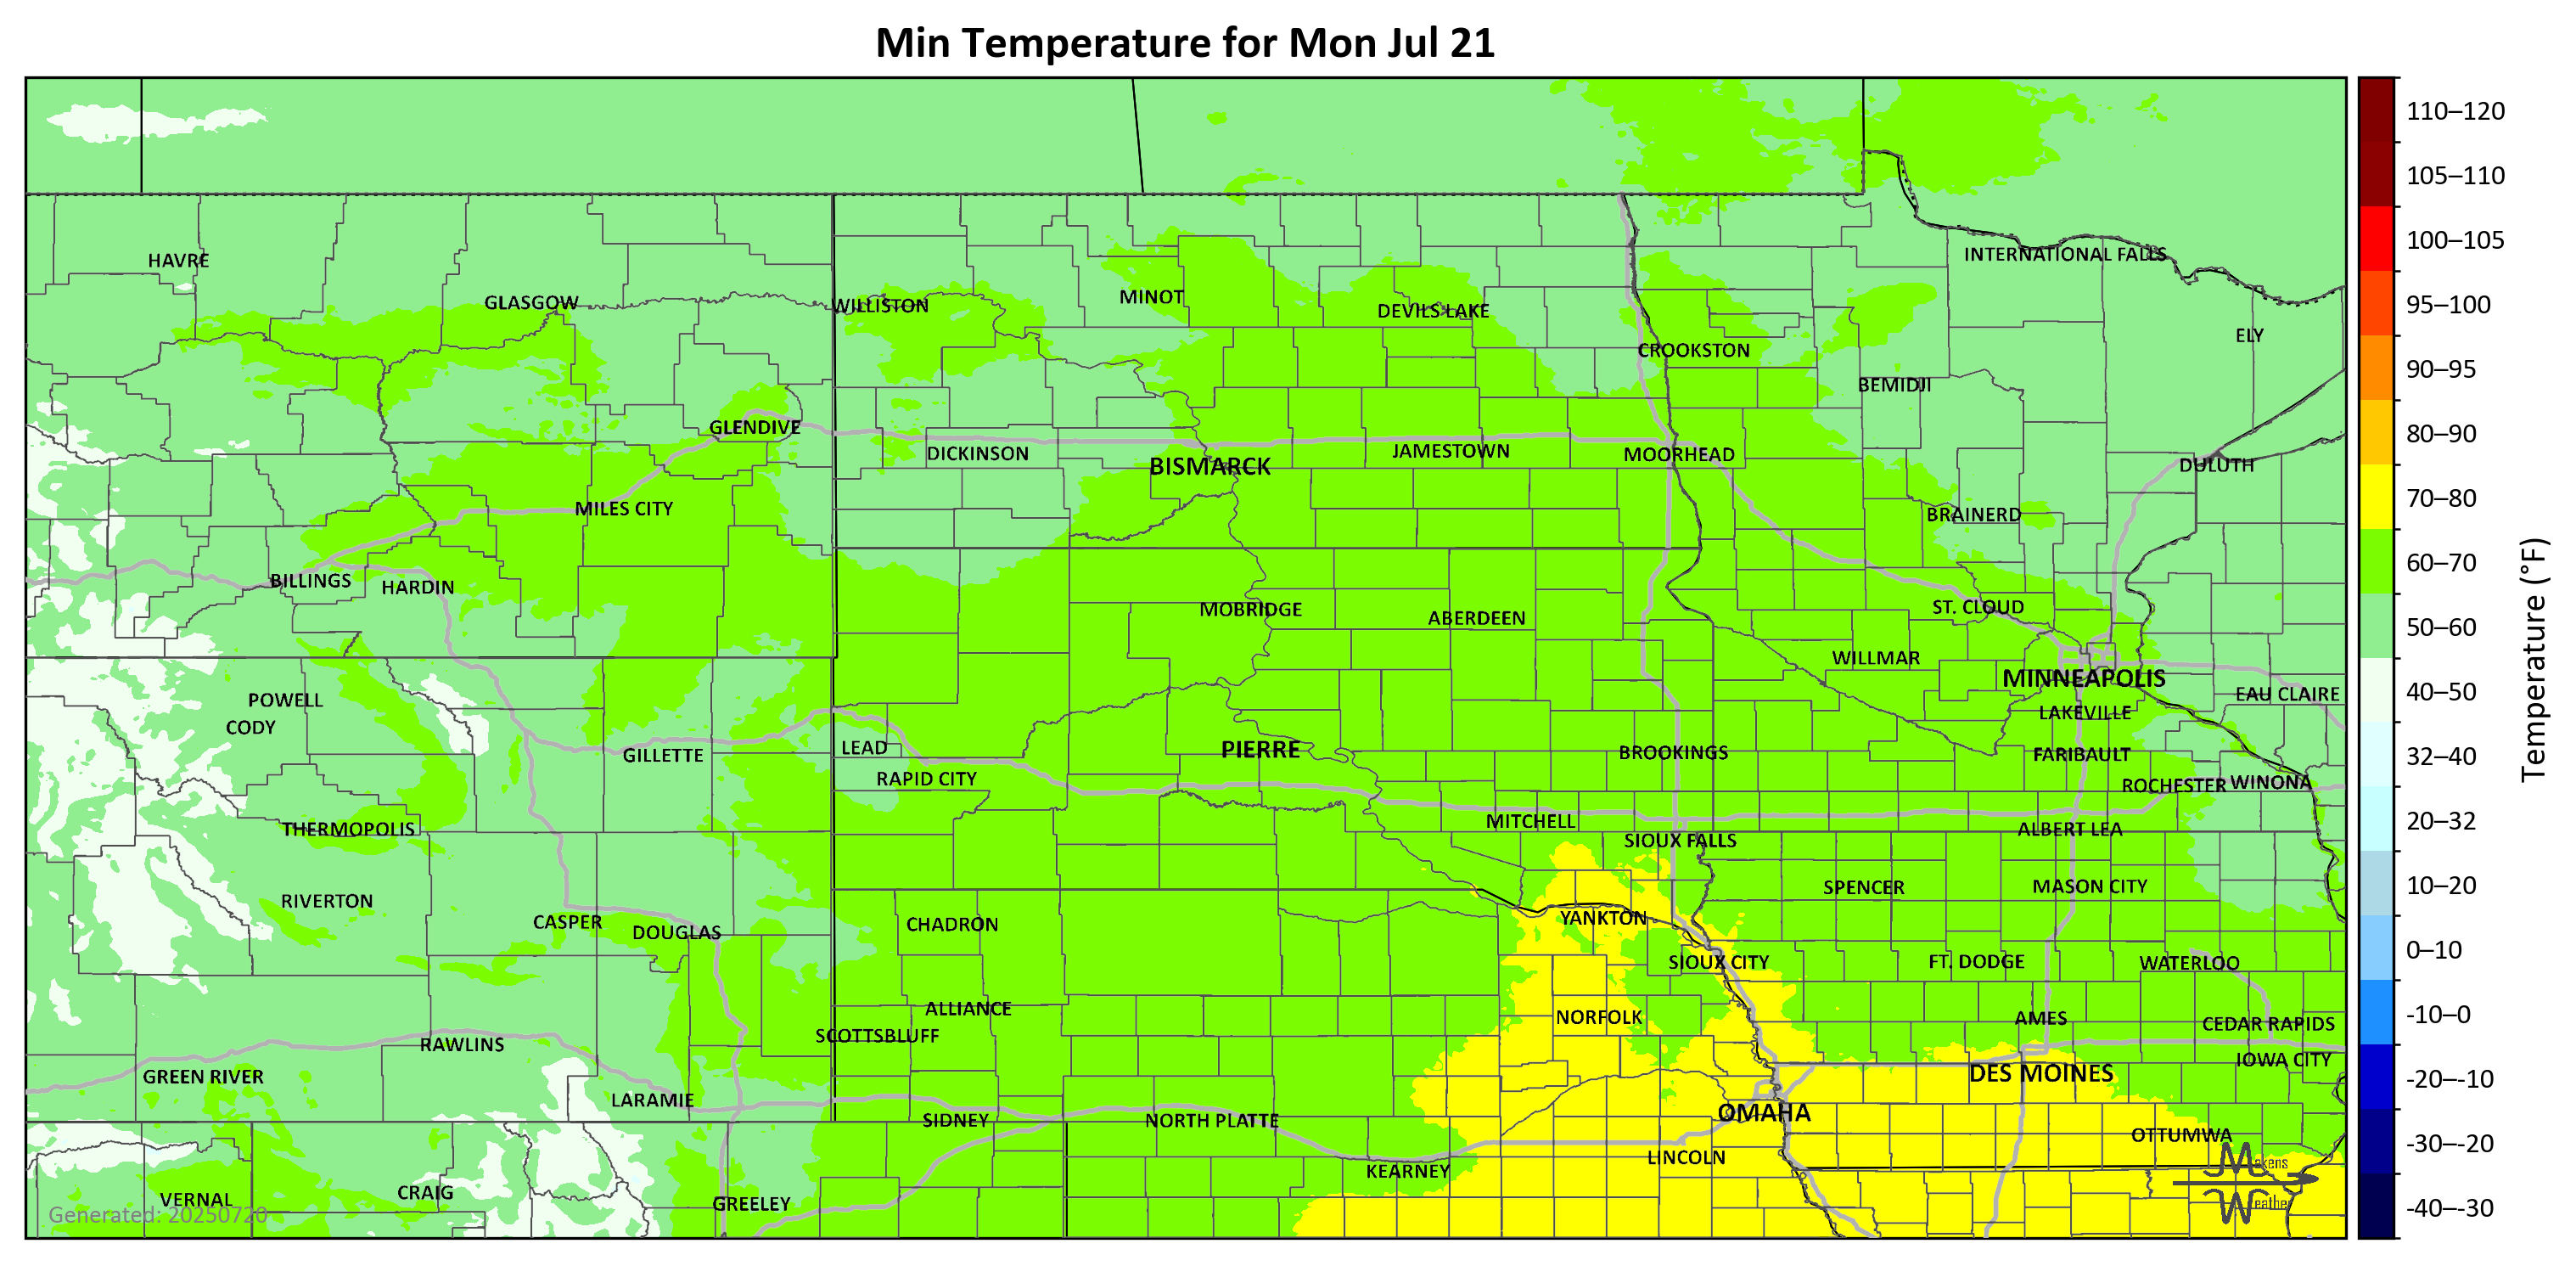 Min Temperature for Mon Jul 21
HAVRE
GLASGOW
WILLISTON
MINOT
DEVILS LAKE
INTERNATIONAL FALLS
ELY
CROOKSTON
BEMIDJI
GLENDIVE
DICKINSON
BISMARCK
JAMESTOWN
MOORHEAD
DULUTH
MILES CITY
BRAINERD
BILLINGS
HARDIN
MOBRIDGE
ABERDEEN
ST. CLOUD
WILLMAR
MINNEAPOLIS
POWELL
CODY
EAU CLAIRE
LAKEVILLE
GILLETTE
LEAD
PIERRE
BROOKINGS
FARIBAULT
RAPID CITY
ROCHESTER
WINONA
THERMOPOLIS
MITCHELL
SIOUX FALLS
ALBERT LEA
RIVERTON
SPENCER
MASON CITY
CASPER
DOUGLAS
CHADRON
YANKTON
SIOUX CITY
FT. DODGE
WATERLOO
ALLIANCE
NORFOLK
AMES
CEDAR RAPIDS
SCOTTSBLUFF
RAWLINS
IOWA CITY
GREEN RIVER
DES MOINES
LARAMIE
SIDNEY
NORTH PLATTE
OMAHA
OTTUMWA
LINCOLN
KEARNEY
VERNAL
CRAIG
GREELEY
Generated: 20250720
Makens
Weather
110–120
105–110
100–105
95–100
90–95
80–90
70–80
60–70
50–60
40–50
32–40
20–32
10–20
0–10
-10–0
-20–-10
-30–-20
-40–-30
Temperature (°F)